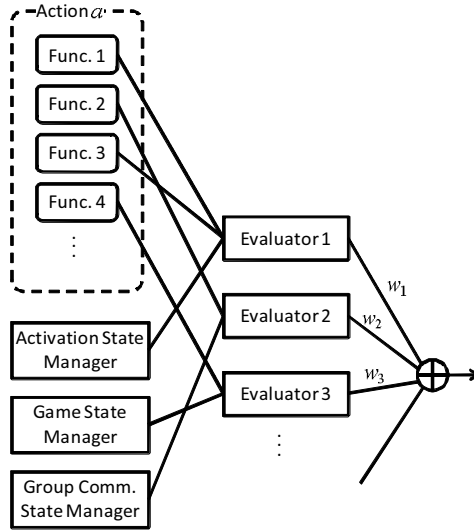 Action a
Func. 1
Func. 2
Func. 3
Func. 4
⋮
Activation State
Manager
Game State
Manager
Group Comm.
State Manager
Evaluator 1
Evaluator 2
Evaluator 3
⋮
w1
w2
w3